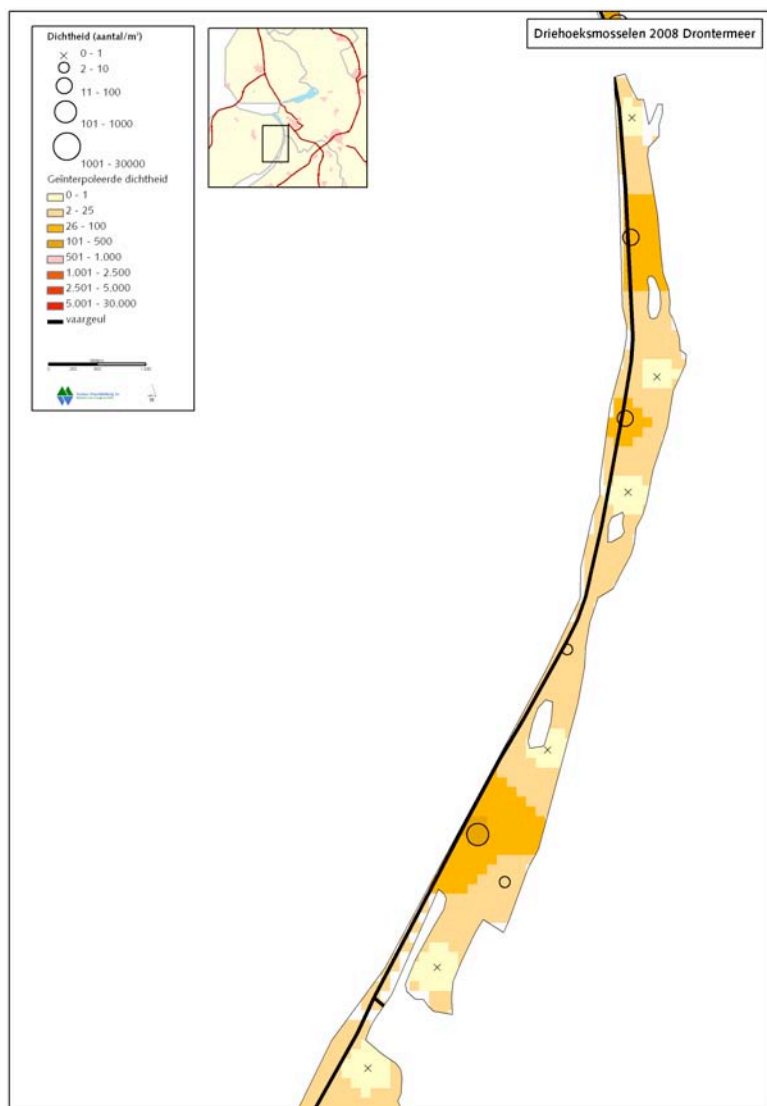 Driehoeksmosselen 2008 Drontermeer
Dichtheid (aantal/m²)
0 - 1
2 - 10
11 - 100
101 - 1000
1001 - 30000
Geïnterpoleerde dichtheid
0 - 1
2 - 25
26 - 100
101 - 500
501 - 1.000
1.001 - 2.500
2.501 - 5.000
5.001 - 30.000
vaargeul